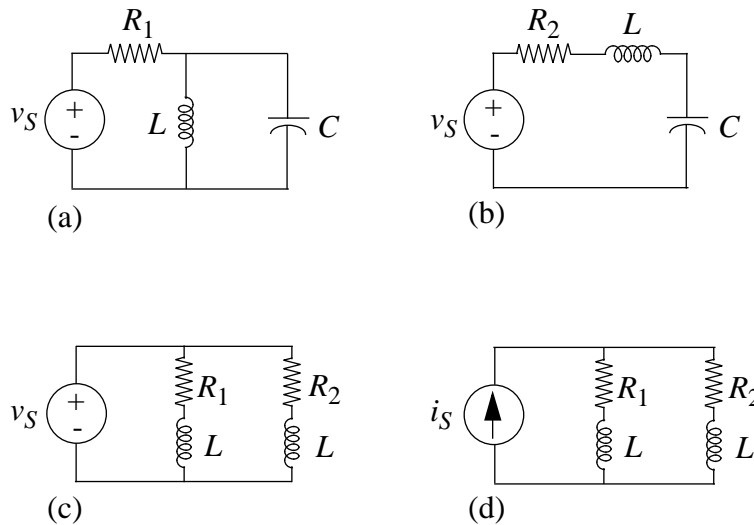 R1 L
vS + - L C
vS + - R2 C
(a) (b)
vS + - R1 R2
L L
iS R1 R2
L L
(c) (d)